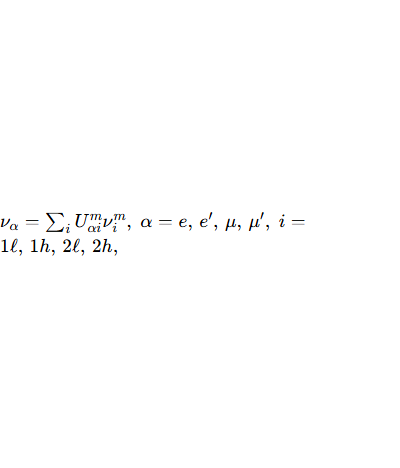 ν_α = ∑_i U^m_{αi} ν^m_i, α = e, e′, μ, μ′, i =
1ℓ, 1h, 2ℓ, 2h,